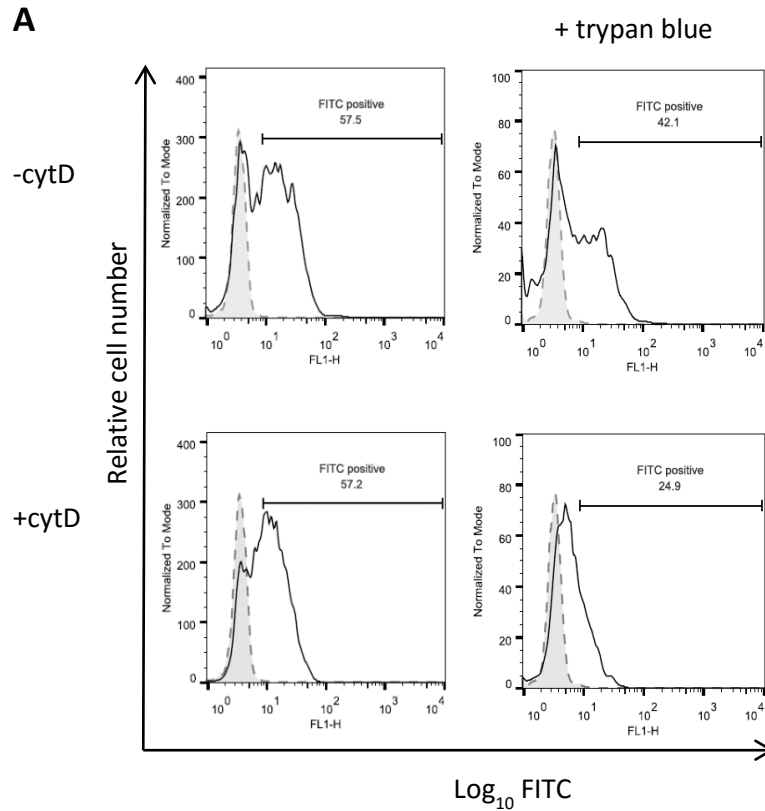 A
+ trypan blue
-cytD
+cytD
Relative cell number
Log10 FITC
400
300
200
100
0
Normalized To Mode
FITC positive
57.5
10^0 10^1 10^2 10^3 10^4
FL1-H
100
80
60
40
20
0
Normalized To Mode
FITC positive
42.1
10^0 10^1 10^2 10^3 10^4
FL1-H
400
300
200
100
0
Normalized To Mode
FITC positive
57.2
10^0 10^1 10^2 10^3 10^4
FL1-H
100
80
60
40
20
0
Normalized To Mode
FITC positive
24.9
10^0 10^1 10^2 10^3 10^4
FL1-H